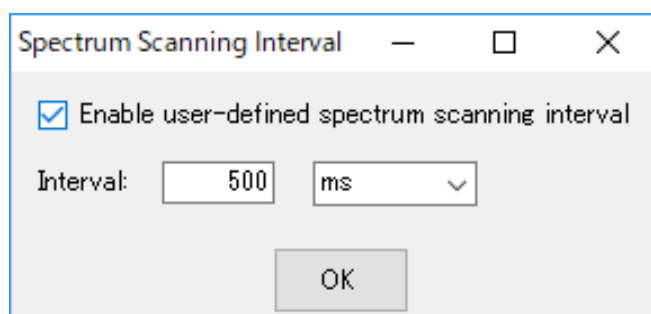 Spectrum Scanning Interval
Enable user-defined spectrum scanning interval
Interval: 500 ms
OK